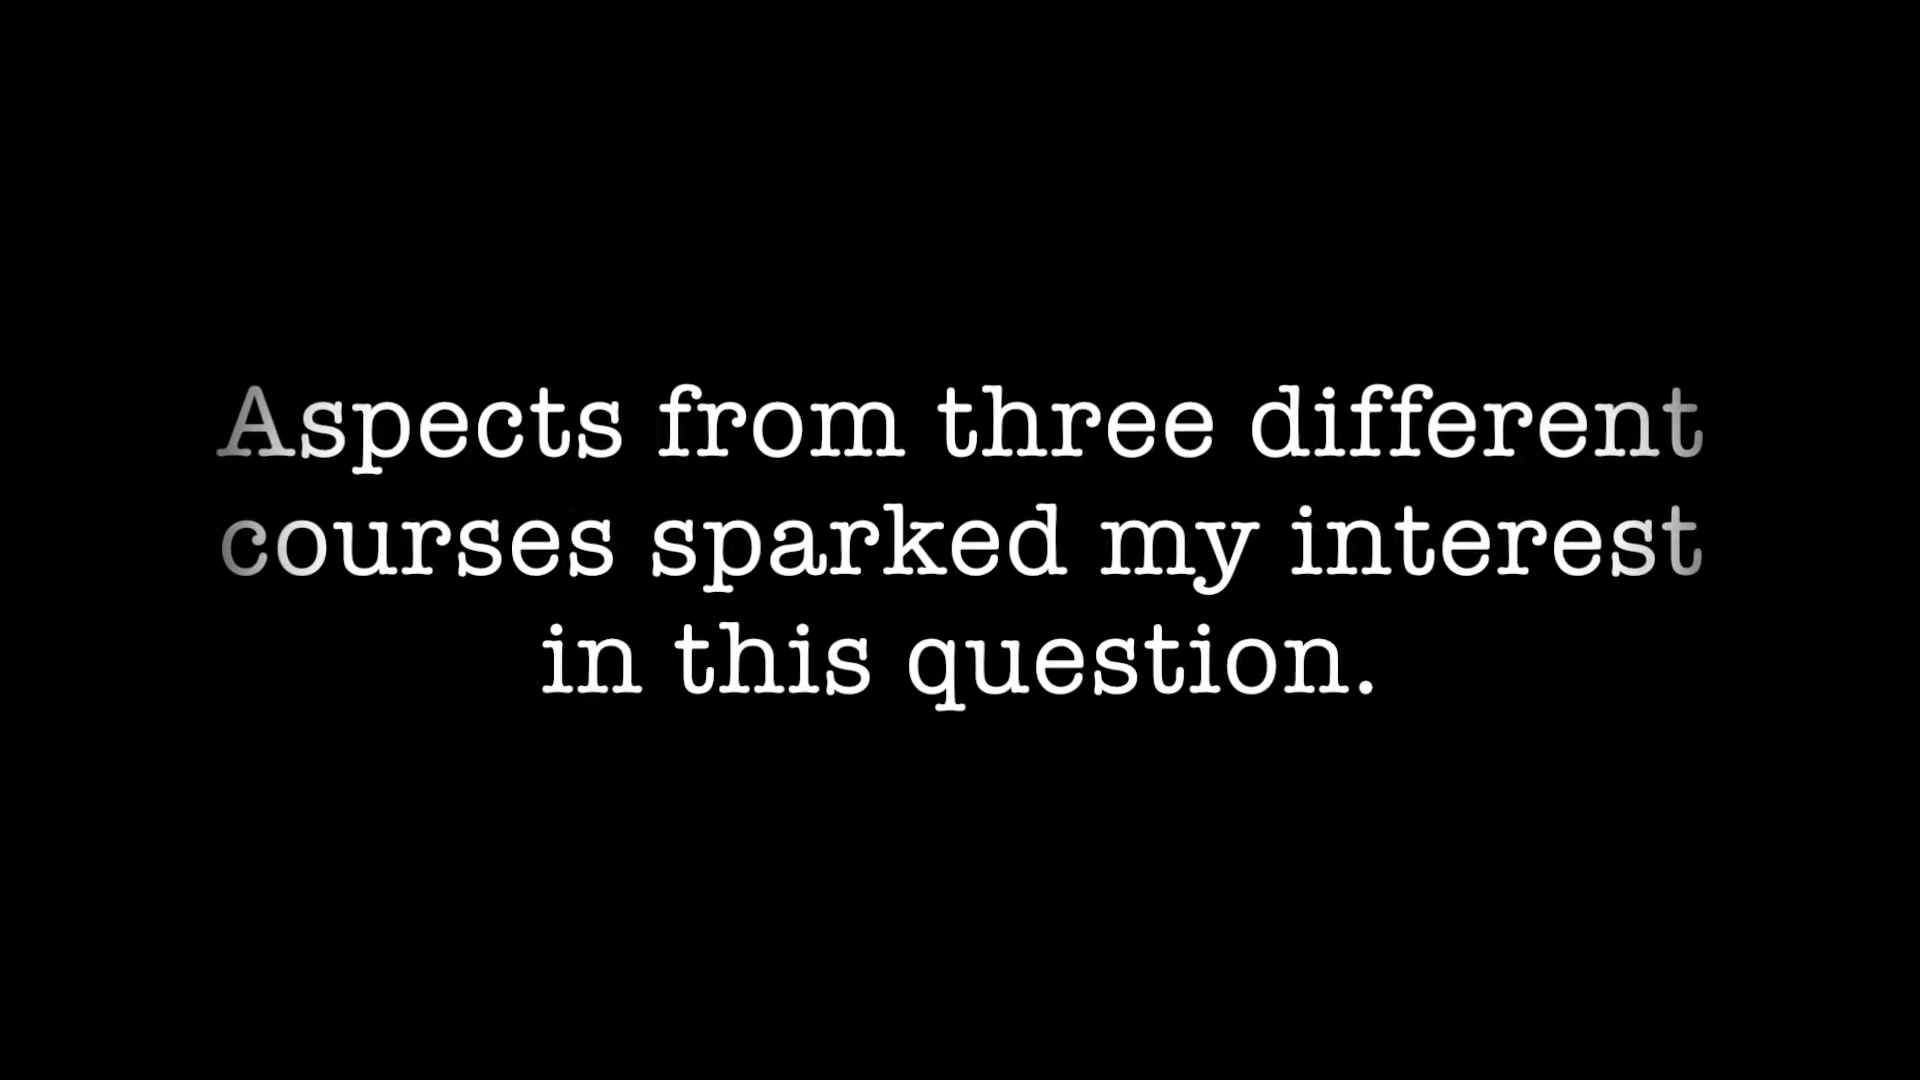 Aspects from three different
courses sparked my interest
in this question.